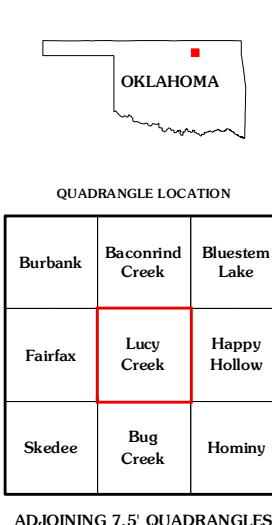 OKLAHOMA
QUADRANGLE LOCATION
Burbank
Baconrind
Creek
Bluestem
Lake
Fairfax
Lucy
Creek
Happy
Hollow
Skedee
Bug
Creek
Hominy
ADJOINING 7.5' QUADRANGLES